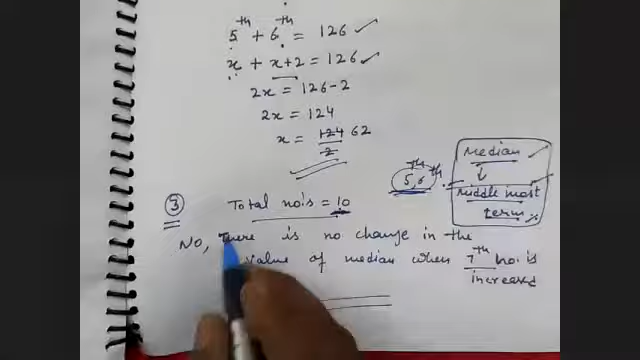 5th + 6th = 126 ✓
x + x+2 = 126 ✓
2x = 126-2
2x = 124
x = 124/2 62
Median
↓
5, 6th
middle most
term
③ Total no.s = 10
No, There is no change in the
value of median when 7th no. is
increased